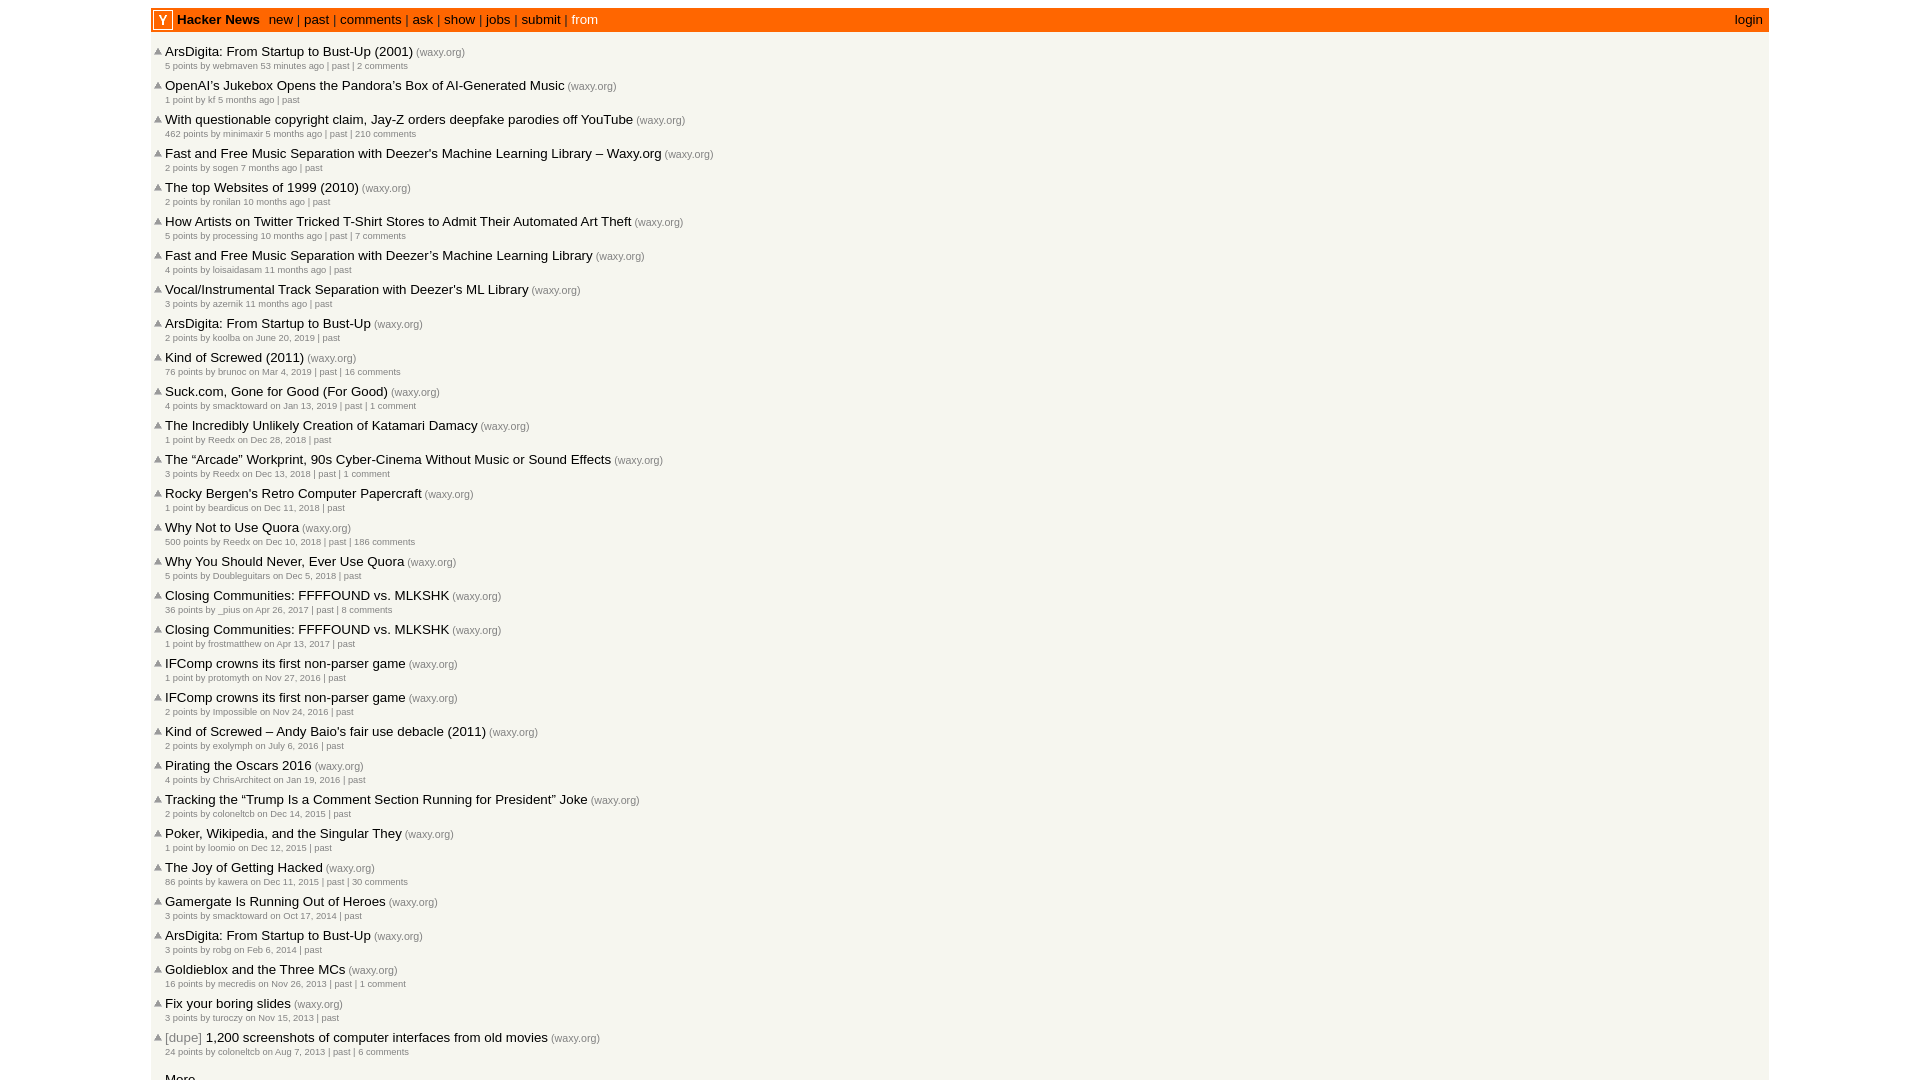 Y Hacker News new | past | comments | ask | show | jobs | submit | from login
ArsDigita: From Startup to Bust-Up (2001) (waxy.org)
5 points by webmaven 53 minutes ago | past | 2 comments
OpenAI’s Jukebox Opens the Pandora’s Box of AI-Generated Music (waxy.org)
1 point by kf 5 months ago | past
With questionable copyright claim, Jay-Z orders deepfake parodies off YouTube (waxy.org)
462 points by minimaxir 5 months ago | past | 210 comments
Fast and Free Music Separation with Deezer's Machine Learning Library – Waxy.org (waxy.org)
2 points by sogen 7 months ago | past
The top Websites of 1999 (2010) (waxy.org)
2 points by ronilan 10 months ago | past
How Artists on Twitter Tricked T-Shirt Stores to Admit Their Automated Art Theft (waxy.org)
5 points by processing 10 months ago | past | 7 comments
Fast and Free Music Separation with Deezer’s Machine Learning Library (waxy.org)
4 points by loisaidasam 11 months ago | past
Vocal/Instrumental Track Separation with Deezer's ML Library (waxy.org)
3 points by azernik 11 months ago | past
ArsDigita: From Startup to Bust-Up (waxy.org)
2 points by koolba on June 20, 2019 | past
Kind of Screwed (2011) (waxy.org)
76 points by brunoc on Mar 4, 2019 | past | 16 comments
Suck.com, Gone for Good (For Good) (waxy.org)
4 points by smacktoward on Jan 13, 2019 | past | 1 comment
The Incredibly Unlikely Creation of Katamari Damacy (waxy.org)
1 point by Reedx on Dec 28, 2018 | past
The “Arcade” Workprint, 90s Cyber-Cinema Without Music or Sound Effects (waxy.org)
3 points by Reedx on Dec 13, 2018 | past | 1 comment
Rocky Bergen's Retro Computer Papercraft (waxy.org)
1 point by beardicus on Dec 11, 2018 | past
Why Not to Use Quora (waxy.org)
500 points by Reedx on Dec 10, 2018 | past | 186 comments
Why You Should Never, Ever Use Quora (waxy.org)
5 points by Doubleguitars on Dec 5, 2018 | past
Closing Communities: FFFFOUND vs. MLKSHK (waxy.org)
36 points by _pius on Apr 26, 2017 | past | 8 comments
Closing Communities: FFFFOUND vs. MLKSHK (waxy.org)
1 point by frostmatthew on Apr 13, 2017 | past
IFComp crowns its first non-parser game (waxy.org)
1 point by protomyth on Nov 27, 2016 | past
IFComp crowns its first non-parser game (waxy.org)
2 points by Impossible on Nov 24, 2016 | past
Kind of Screwed – Andy Baio's fair use debacle (2011) (waxy.org)
2 points by exolymph on July 6, 2016 | past
Pirating the Oscars 2016 (waxy.org)
4 points by ChrisArchitect on Jan 19, 2016 | past
Tracking the “Trump Is a Comment Section Running for President” Joke (waxy.org)
2 points by coloneltcb on Dec 14, 2015 | past
Poker, Wikipedia, and the Singular They (waxy.org)
1 point by loomio on Dec 12, 2015 | past
The Joy of Getting Hacked (waxy.org)
86 points by kawera on Dec 11, 2015 | past | 30 comments
Gamergate Is Running Out of Heroes (waxy.org)
3 points by smacktoward on Oct 17, 2014 | past
ArsDigita: From Startup to Bust-Up (waxy.org)
3 points by robg on Feb 6, 2014 | past
Goldieblox and the Three MCs (waxy.org)
16 points by mecredis on Nov 26, 2013 | past | 1 comment
Fix your boring slides (waxy.org)
3 points by turoczy on Nov 15, 2013 | past
[dupe] 1,200 screenshots of computer interfaces from old movies (waxy.org)
24 points by coloneltcb on Aug 7, 2013 | past | 6 comments
More